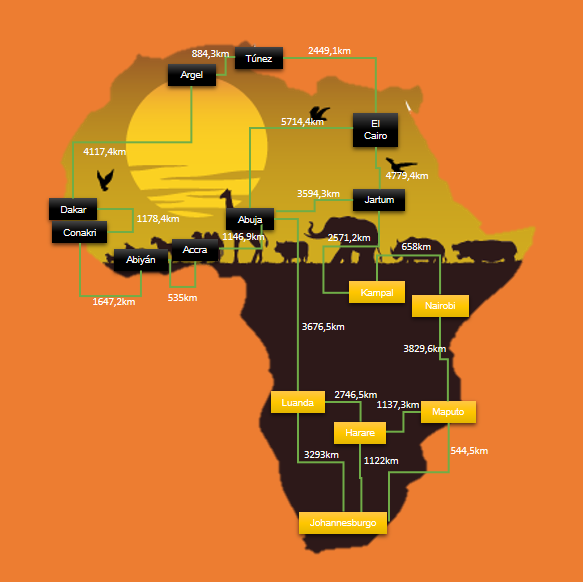 884,3km
Túnez
2449,1km
Argel
5714,4km
El
Cairo
4117,4km
4779,4km
3594,3km
Jartum
Dakar
1178,4km
Abuja
Conakri
1146,9km
2571,2km
658km
Accra
Abiyán
Kampal
535km
1647,2km
Nairobi
3676,5km
3829,6km
2746,5km
1137,3km
Luanda
Maputo
Harare
3293km
1122km
544,5km
Johannesburgo